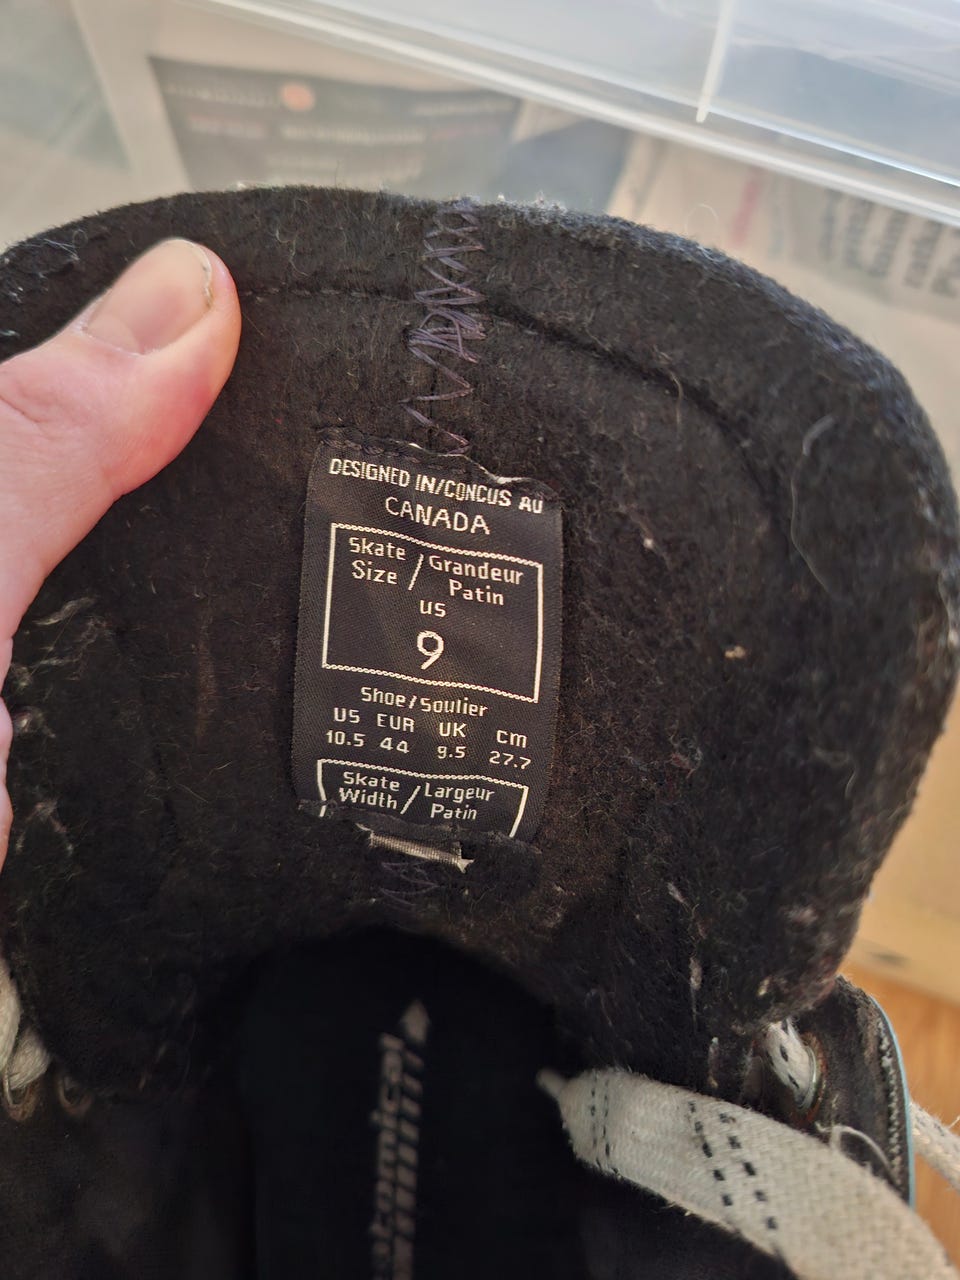 DESIGNED IN/CONCUS AU
CANADA
Skate Size / Grandeur Patin
US
9
Shoe/Soulier
US EUR UK cm
10.5 44 9.5 27.7
Skate Width / Largeur Patin